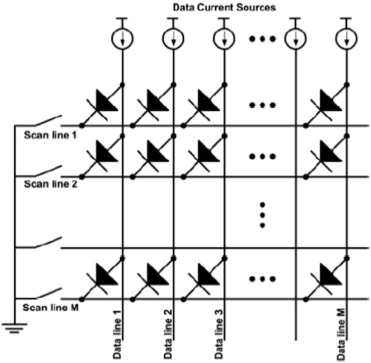 Data Current Sources
Scan line 1
Scan line 2
Scan line M
Data line 1
Data line 2
Data line 3
Data line M